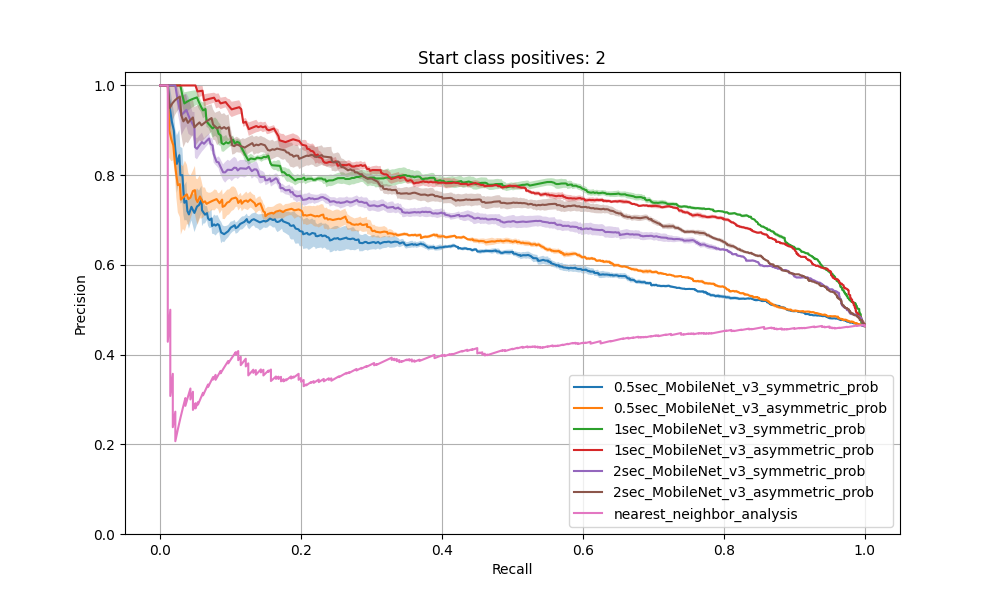 Start class positives: 2
1.0
0.8
0.6
0.4
0.2
0.0
Precision
0.0 0.2 0.4 0.6 0.8 1.0
Recall
0.5sec_MobileNet_v3_symmetric_prob
0.5sec_MobileNet_v3_asymmetric_prob
1sec_MobileNet_v3_symmetric_prob
1sec_MobileNet_v3_asymmetric_prob
2sec_MobileNet_v3_symmetric_prob
2sec_MobileNet_v3_asymmetric_prob
nearest_neighbor_analysis